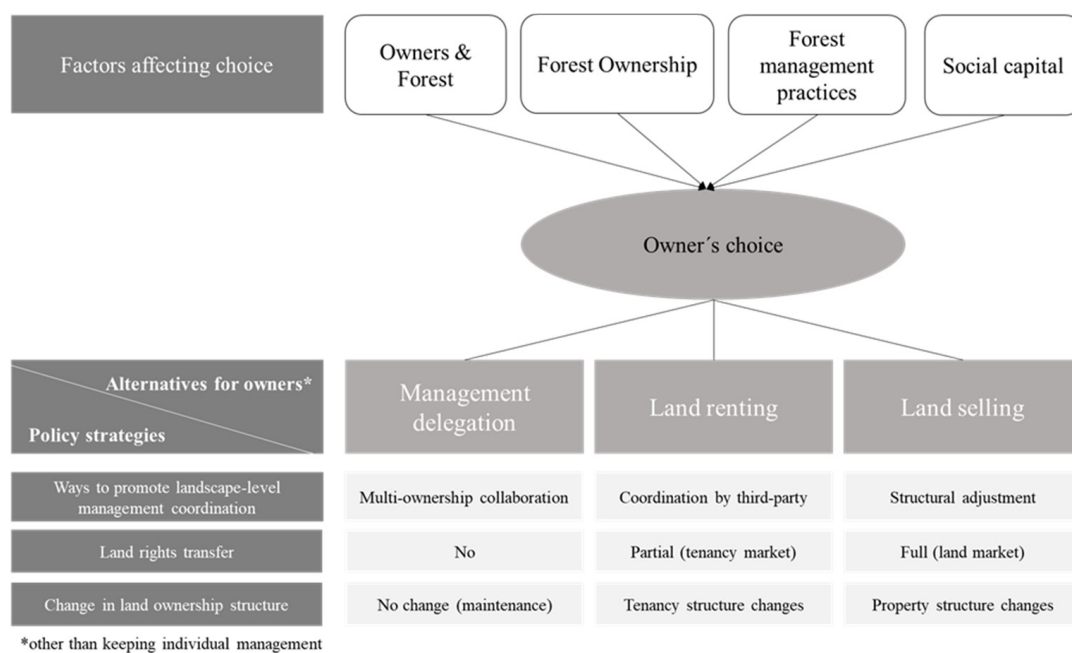 Factors affecting choice
Owners &
Forest
Forest Ownership
Forest
management
practices
Social capital
Owner´s choice
Alternatives for owners*
Policy strategies
Management
delegation
Land renting
Land selling
Ways to promote landscape-level
management coordination
Multi-ownership collaboration
Coordination by third-party
Structural adjustment
Land rights transfer
No
Partial (tenancy market)
Full (land market)
Change in land ownership structure
No change (maintenance)
Tenancy structure changes
Property structure changes
*other than keeping individual management